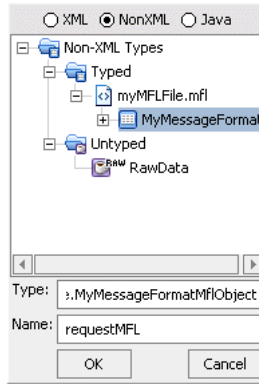 XML NonXML Java
Non-XML Types
Typed
myMFLFile.mfl
MyMessageFormat
Untyped
RAW RawData
Type: :.MyMessageFormatMflObject
Name: requestMFL
OK Cancel